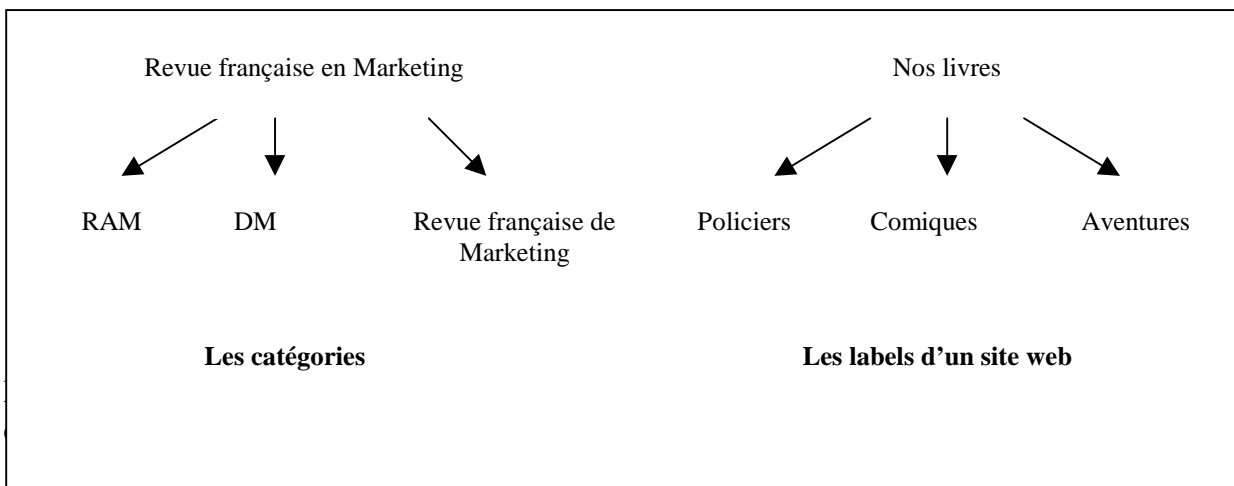 Revue française en Marketing
Nos livres
RAM
DM
Revue française de
Marketing
Policiers
Comiques
Aventures
Les catégories
Les labels d’un site web